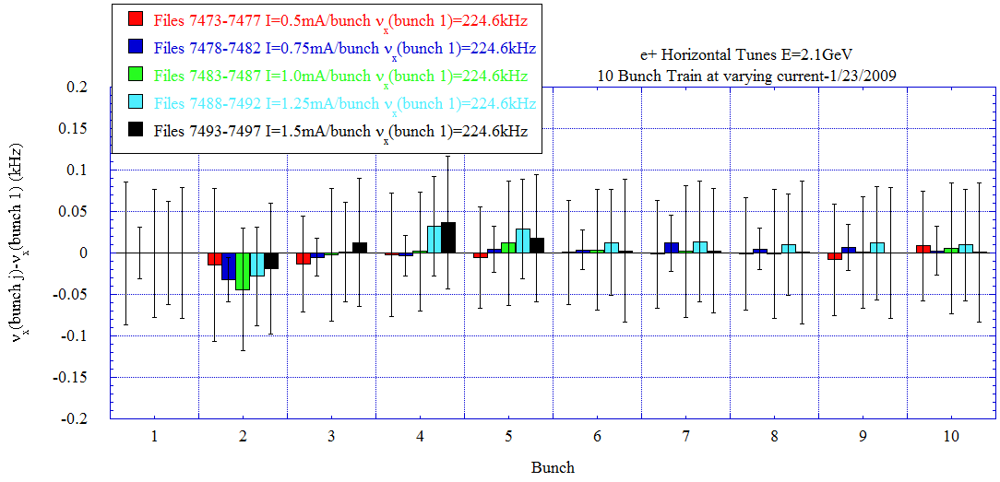 Files 7473-7477 I=0.5mA/bunch νx(bunch 1)=224.6kHz
Files 7478-7482 I=0.75mA/bunch νx(bunch 1)=224.6kHz
Files 7483-7487 I=1.0mA/bunch νx(bunch 1)=224.6kHz
Files 7488-7492 I=1.25mA/bunch νx(bunch 1)=224.6kHz
Files 7493-7497 I=1.5mA/bunch νx(bunch 1)=224.6kHz
e+ Horizontal Tunes E=2.1GeV
10 Bunch Train at varying current-1/23/2009
νx(bunch j)-νx(bunch 1) (kHz)
0.2
0.15
0.1
0.05
0
-0.05
-0.1
-0.15
-0.2
1 2 3 4 5 6 7 8 9 10
Bunch